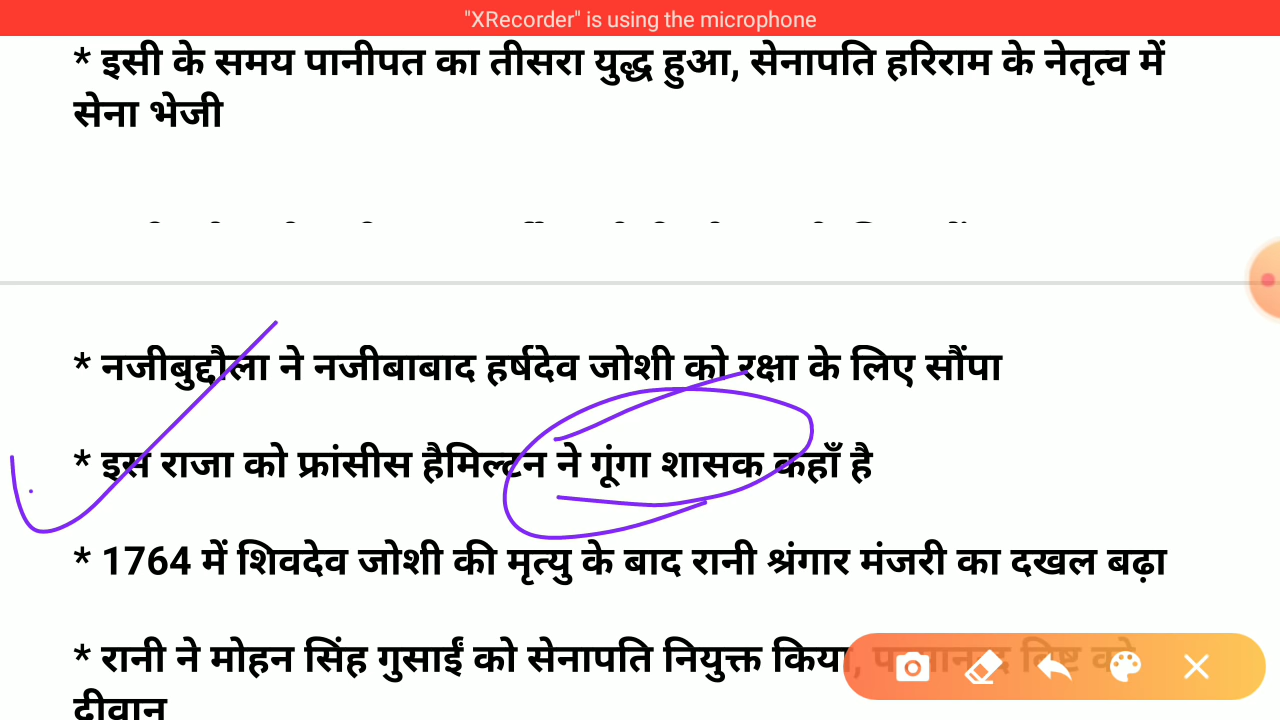 "XRecorder" is using the microphone
* इसी के समय पानीपत का तीसरा युद्ध हुआ, सेनापति हरिराम के नेतृत्व में
सेना भेजी
* नजीबुद्दौला ने नजीबाबाद हर्षदेव जोशी को रक्षा के लिए सौंपा
* इस राजा को फ्रांसीस हैमिल्टन ने गूंगा शासक कहाँ है
* 1764 में शिवदेव जोशी की मृत्यु के बाद रानी श्रंगार मंजरी का दखल बढ़ा
* रानी ने मोहन सिंह गुसाईं को सेनापति नियुक्त किया, बिष्ट को
दीवान